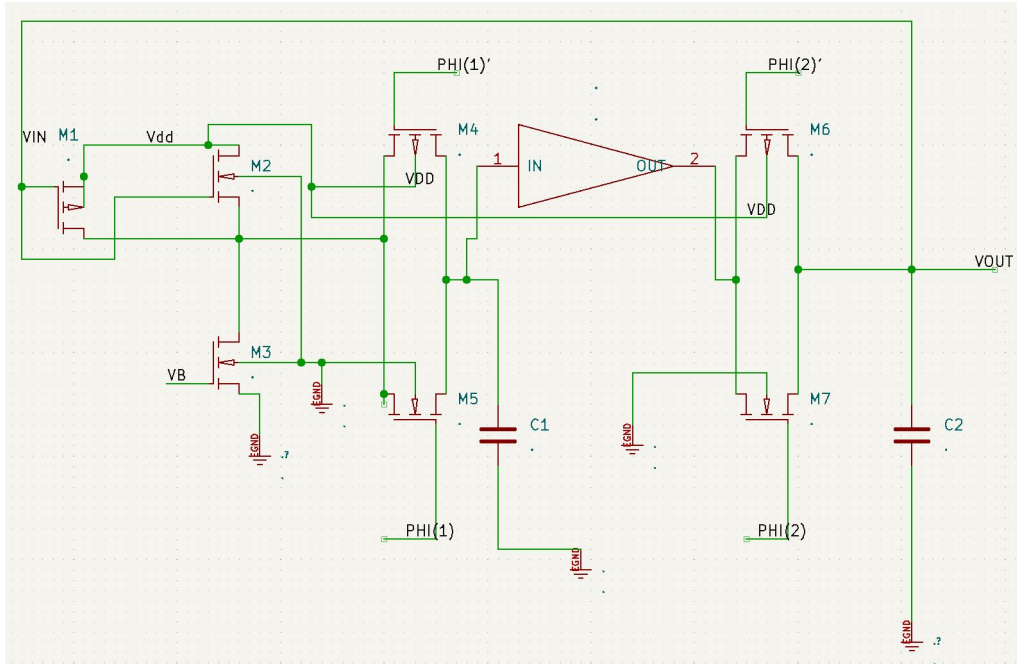 PHI(1)'
PHI(2)'
VIN
M1
Vdd
M4
M6
M2
1
IN
OUT
2
VDD
VDD
VOUT
M3
VB
EGND
M5
M7
C1
C2
EGND
EGND
.?
PHI(1)
PHI(2)
EGND
EGND
.?